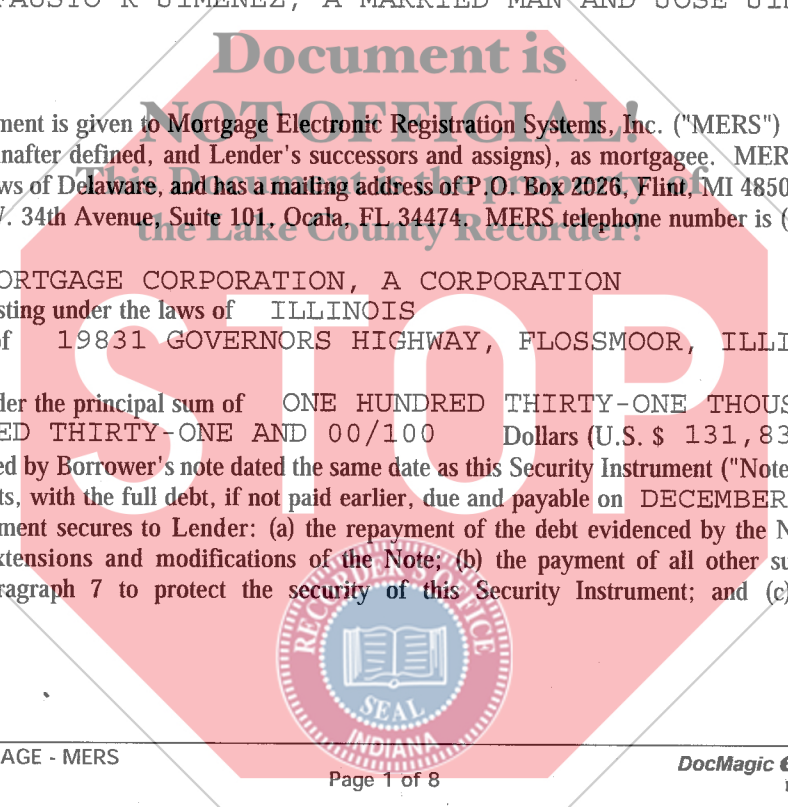 FAUSTO R JIMENEZ, A MARRIED MAN AND JOSE
Document is
NOT OFFICIAL!
ment is given to Mortgage Electronic Registration Systems, Inc. ("MERS")
inafter defined, and Lender's successors and assigns), as mortgagee. MER
This Document is the property of
ws of Delaware, and has a mailing address of P.O. Box 2026, Flint, MI 4850
. 34th Avenue, Suite 101, Ocala, FL 34474. MERS telephone number is (
the Lake County Recorder!
ORTGAGE CORPORATION, A CORPORATION
sting under the laws of ILLINOIS
of 19831 GOVERNORS HIGHWAY, FLOSSMOOR, ILLI
STOP
der the principal sum of ONE HUNDRED THIRTY-ONE THOUS
ED THIRTY-ONE AND 00/100 Dollars (U.S. $ 131,83
ed by Borrower's note dated the same date as this Security Instrument ("Note
ts, with the full debt, if not paid earlier, due and payable on DECEMBER
ment secures to Lender: (a) the repayment of the debt evidenced by the N
xtensions and modifications of the Note; (b) the payment of all other su
aragraph 7 to protect the security of this Security Instrument; and (c)
RECORDER'S OFFICE
SEAL
INDIANA
AGE - MERS
DocMagic
Page 1 of 8